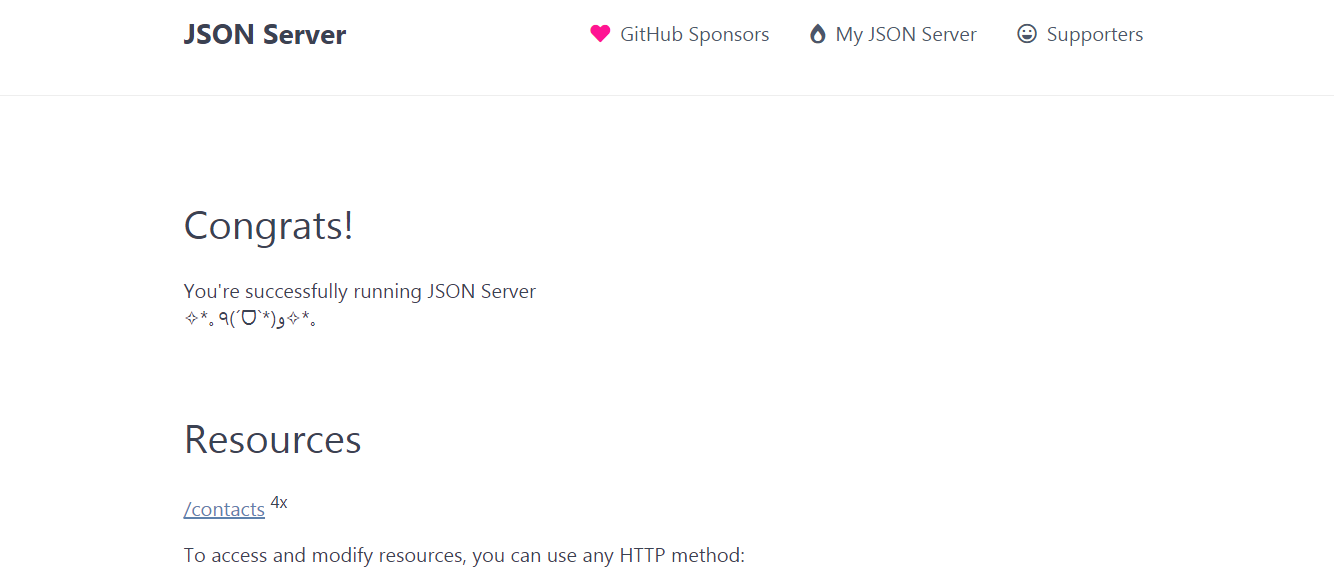 JSON Server
GitHub Sponsors
My JSON Server
Supporters
Congrats!
You're successfully running JSON Server
✧*｡٩(ˊᗜˋ*)و✧*｡
Resources
/contacts 4x
To access and modify resources, you can use any HTTP method: